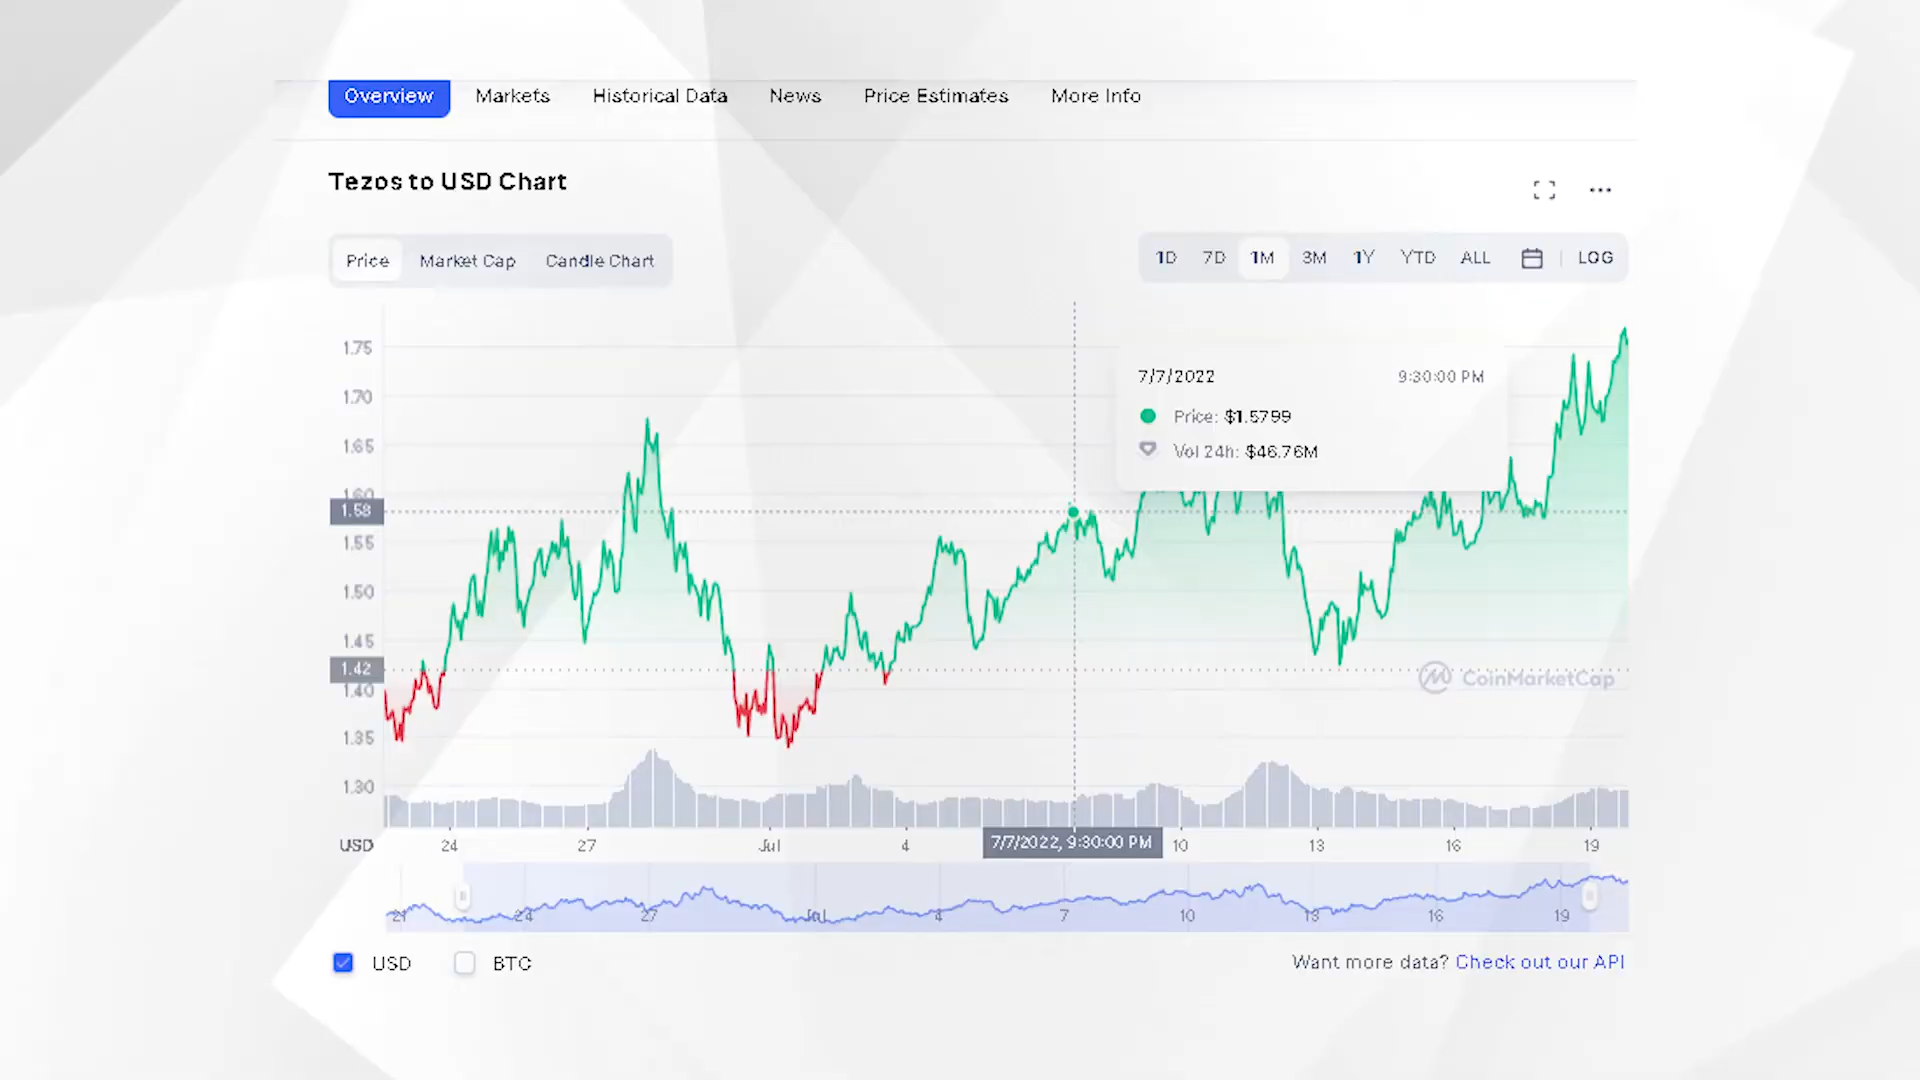 Overview Markets Historical Data News Price Estimates More Info
Tezos to USD Chart
Price Market Cap Candle Chart
1D 7D 1M 3M 1Y YTD ALL LOG
1.75
1.70
1.65
1.60
1.58
1.55
1.50
1.45
1.42
1.40
1.35
1.30
7/7/2022 9:30:00 PM
Price: $1.5799
Vol 24h: $46.76M
CoinMarketCap
USD 24 27 Jul 4 7/7/2022, 9:30:00 PM 10 13 16 19
21 24 27 Jul 4 7 10 13 16 19
USD BTC
Want more data? Check out our API